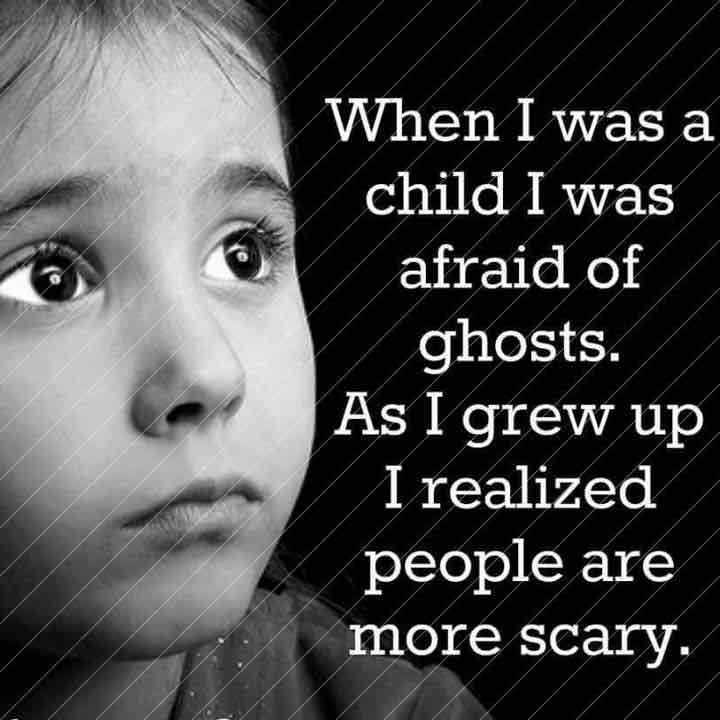 When I was a
child I was
afraid of
ghosts.
As I grew up
I realized
people are
more scary.